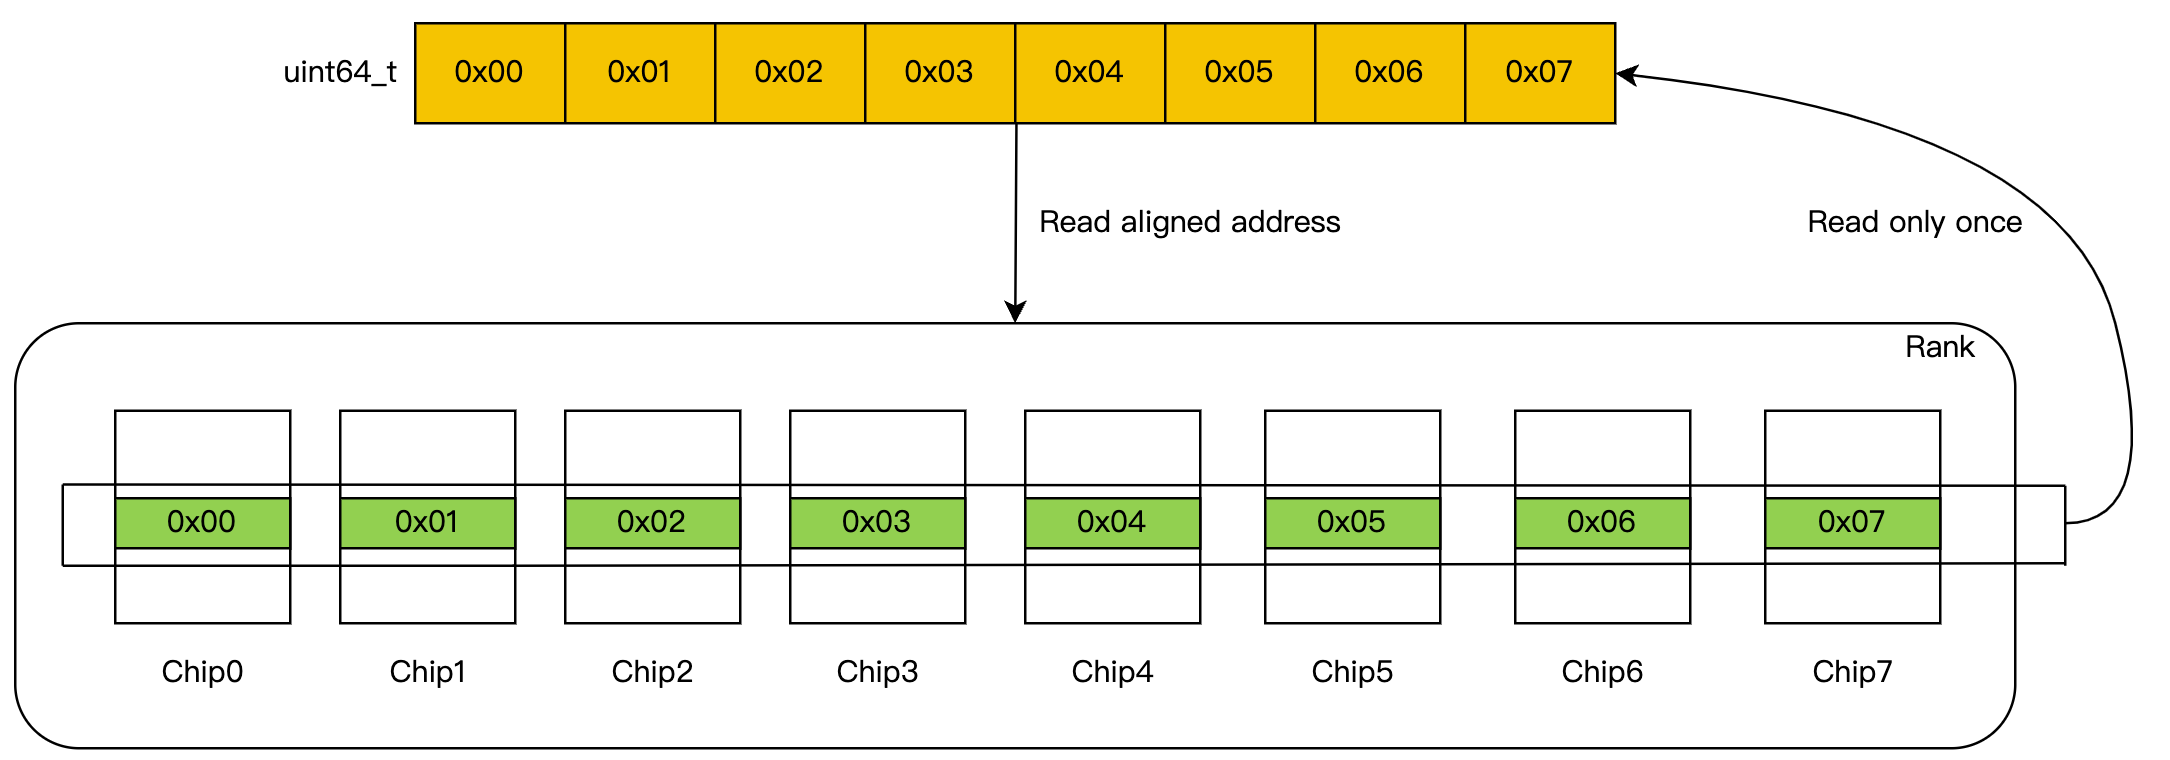 uint64_t 0x00 0x01 0x02 0x03 0x04 0x05 0x06 0x07
Read aligned address
Read only once
Rank
0x00 0x01 0x02 0x03 0x04 0x05 0x06 0x07
Chip0 Chip1 Chip2 Chip3 Chip4 Chip5 Chip6 Chip7